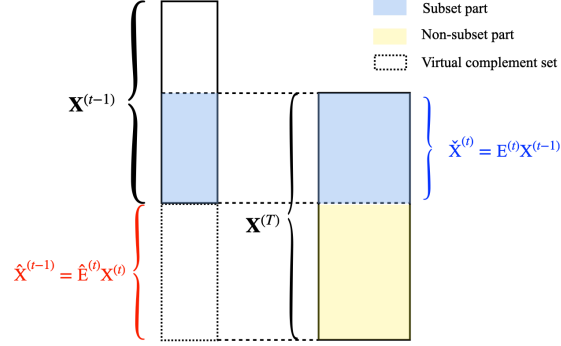 Subset part
Non-subset part
Virtual complement set
X^(t−1)
X̌^(t) = E^(t)X^(t−1)
X^(T)
X̂^(t−1) = Ê^(t)X^(t)